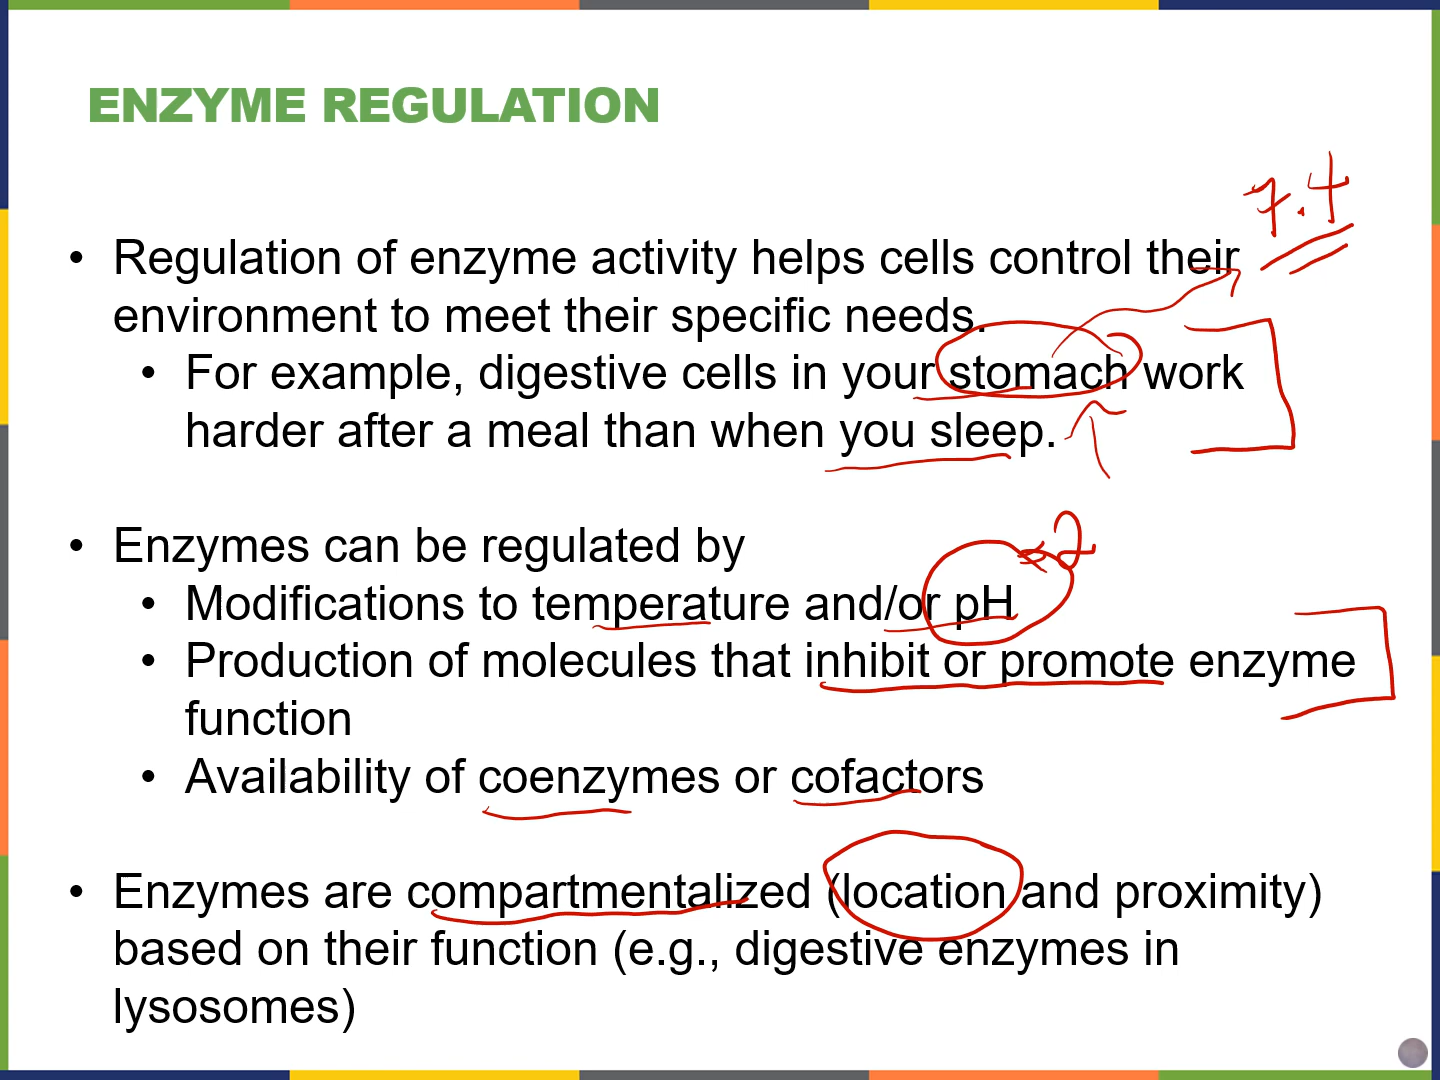 ENZYME REGULATION
7.4
• Regulation of enzyme activity helps cells control their
environment to meet their specific needs.
• For example, digestive cells in your stomach work
harder after a meal than when you sleep.
• Enzymes can be regulated by
2
• Modifications to temperature and/or pH
• Production of molecules that inhibit or promote enzyme
function
• Availability of coenzymes or cofactors
• Enzymes are compartmentalized (location and proximity)
based on their function (e.g., digestive enzymes in
lysosomes)